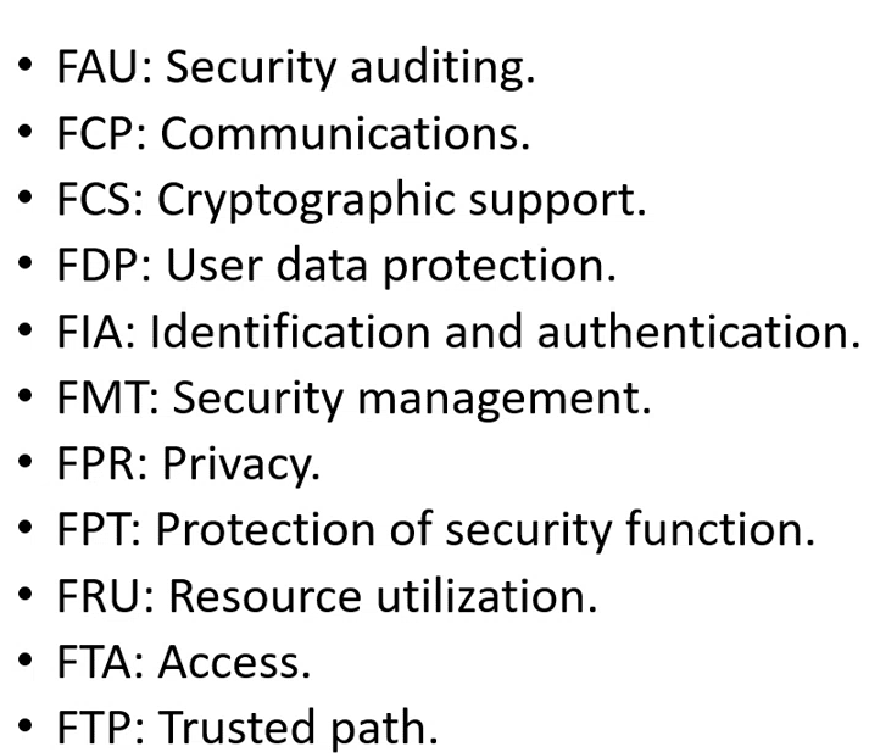 • FAU: Security auditing.
• FCP: Communications.
• FCS: Cryptographic support.
• FDP: User data protection.
• FIA: Identification and authentication.
• FMT: Security management.
• FPR: Privacy.
• FPT: Protection of security function.
• FRU: Resource utilization.
• FTA: Access.
• FTP: Trusted path.